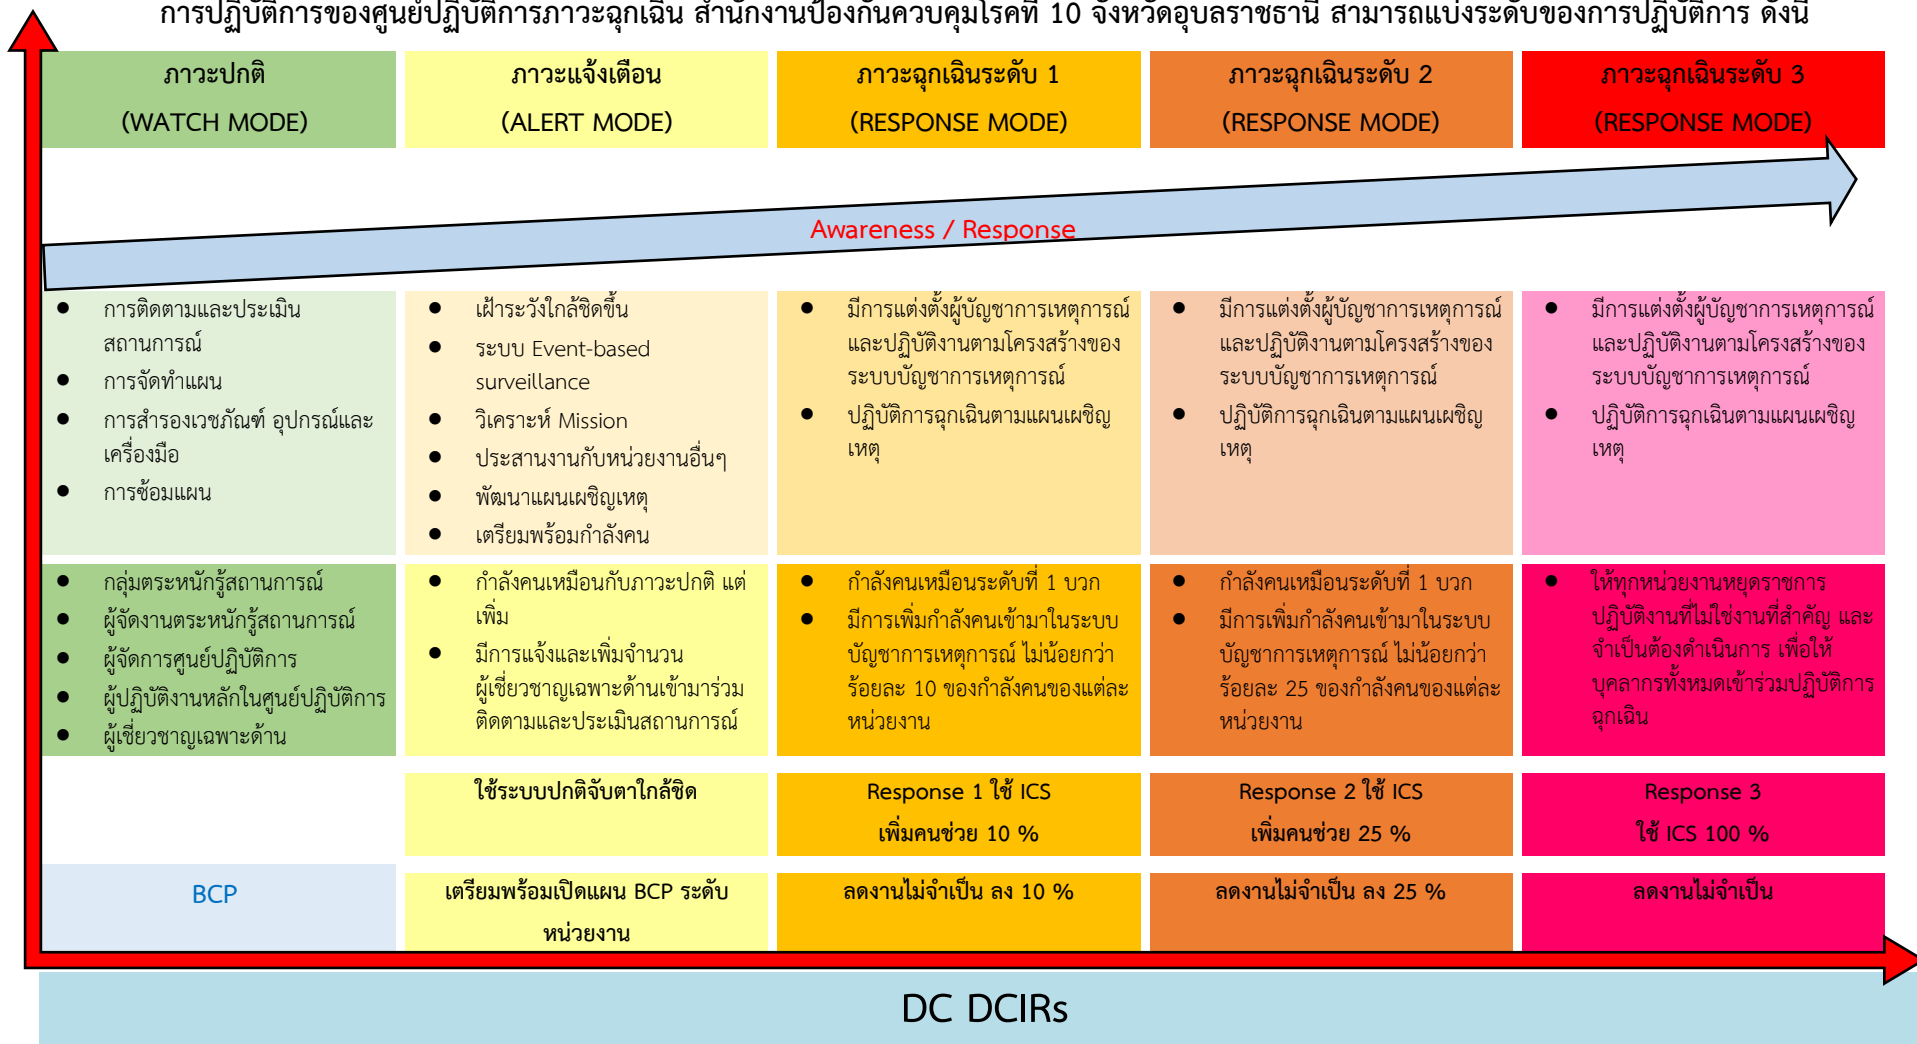 การปฏิบัติการของศูนย์ปฏิบัติการภาวะฉุกเฉิน สำนักงานป้องกันควบคุมโรคที่ 10 จังหวัดอุบลราชธานี สามารถแบ่งระดับของการปฏิบัติการ ดังนี้
ภาวะปกติ
(WATCH MODE)
ภาวะแจ้งเตือน
(ALERT MODE)
ภาวะฉุกเฉินระดับ 1
(RESPONSE MODE)
ภาวะฉุกเฉินระดับ 2
(RESPONSE MODE)
ภาวะฉุกเฉินระดับ 3
(RESPONSE MODE)
Awareness / Response
● การติดตามและประเมิน
สถานการณ์
● การจัดทำแผน
● การสำรองเวชภัณฑ์ อุปกรณ์และ
เครื่องมือ
● การซ้อมแผน
● เฝ้าระวังใกล้ชิดขึ้น
● ระบบ Event-based
surveillance
● วิเคราะห์ Mission
● ประสานงานกับหน่วยงานอื่นๆ
● พัฒนาแผนเผชิญเหตุ
● เตรียมพร้อมกำลังคน
● มีการแต่งตั้งผู้บัญชาการเหตุการณ์
และปฏิบัติงานตามโครงสร้างของ
ระบบบัญชาการเหตุการณ์
● ปฏิบัติการฉุกเฉินตามแผนเผชิญ
เหตุ
● มีการแต่งตั้งผู้บัญชาการเหตุการณ์
และปฏิบัติงานตามโครงสร้างของ
ระบบบัญชาการเหตุการณ์
● ปฏิบัติการฉุกเฉินตามแผนเผชิญ
เหตุ
● มีการแต่งตั้งผู้บัญชาการเหตุการณ์
และปฏิบัติงานตามโครงสร้างของ
ระบบบัญชาการเหตุการณ์
● ปฏิบัติการฉุกเฉินตามแผนเผชิญ
เหตุ
● กลุ่มตระหนักรู้สถานการณ์
● ผู้จัดงานตระหนักรู้สถานการณ์
● ผู้จัดการศูนย์ปฏิบัติการ
● ผู้ปฏิบัติงานหลักในศูนย์ปฏิบัติการ
● ผู้เชี่ยวชาญเฉพาะด้าน
● กำลังคนเหมือนกับภาวะปกติ แต่
เพิ่ม
● มีการแจ้งและเพิ่มจำนวน
ผู้เชี่ยวชาญเฉพาะด้านเข้ามาร่วม
ติดตามและประเมินสถานการณ์
● กำลังคนเหมือนระดับที่ 1 บวก
● มีการเพิ่มกำลังคนเข้ามาในระบบ
บัญชาการเหตุการณ์ ไม่น้อยกว่า
ร้อยละ 10 ของกำลังคนของแต่ละ
หน่วยงาน
● กำลังคนเหมือนระดับที่ 1 บวก
● มีการเพิ่มกำลังคนเข้ามาในระบบ
บัญชาการเหตุการณ์ ไม่น้อยกว่า
ร้อยละ 25 ของกำลังคนของแต่ละ
หน่วยงาน
● ให้ทุกหน่วยงานหยุดราชการ
ปฏิบัติงานที่ไม่ใช่งานที่สำคัญ และ
จำเป็นต้องดำเนินการ เพื่อให้
บุคลากรทั้งหมดเข้าร่วมปฏิบัติการ
ฉุกเฉิน
ใช้ระบบปกติจับตาใกล้ชิด
Response 1 ใช้ ICS
เพิ่มคนช่วย 10 %
Response 2 ใช้ ICS
เพิ่มคนช่วย 25 %
Response 3
ใช้ ICS 100 %
BCP
เตรียมพร้อมเปิดแผน BCP ระดับ
หน่วยงาน
ลดงานไม่จำเป็น ลง 10 %
ลดงานไม่จำเป็น ลง 25 %
ลดงานไม่จำเป็น
DC DCIRs